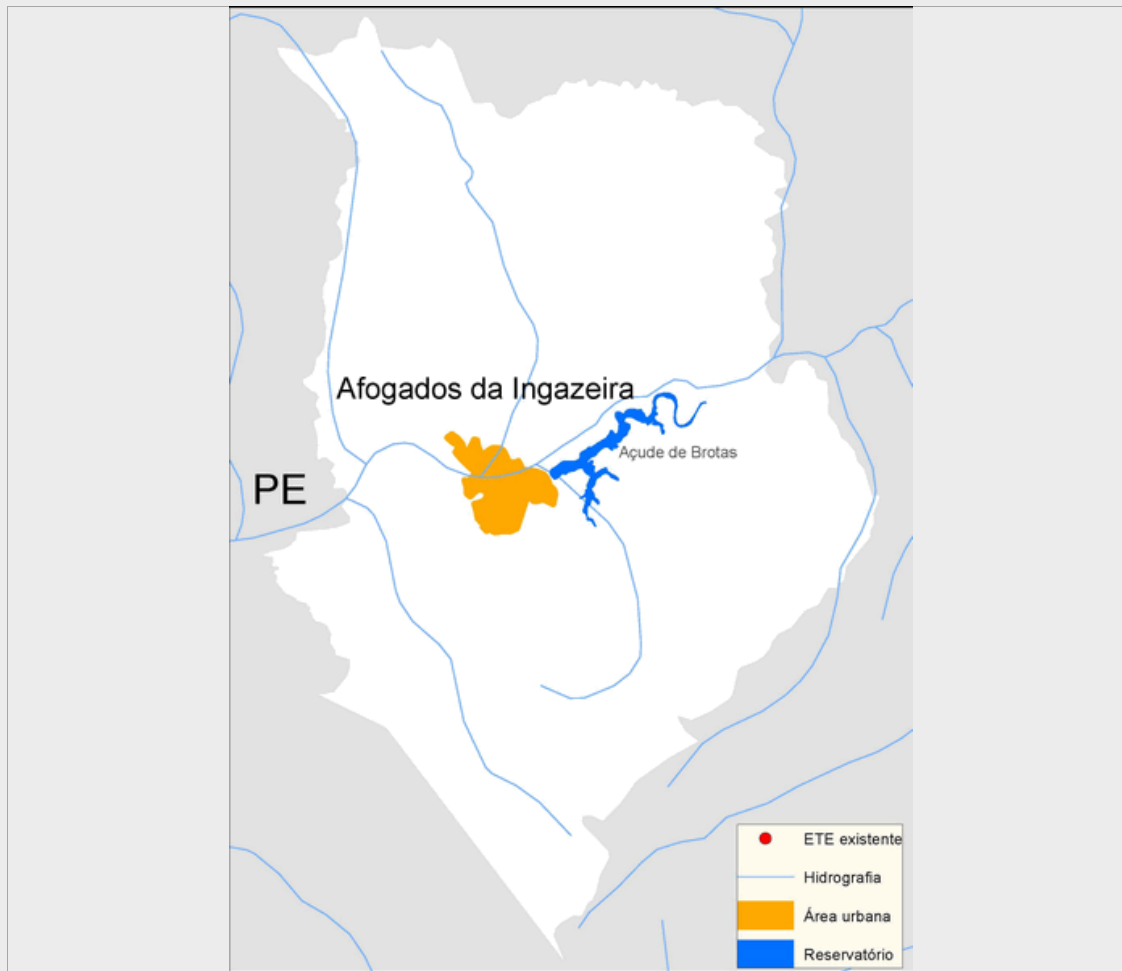 Afogados da Ingazeira
Açude de Brotas
PE
ETE existente
Hidrografia
Área urbana
Reservatório